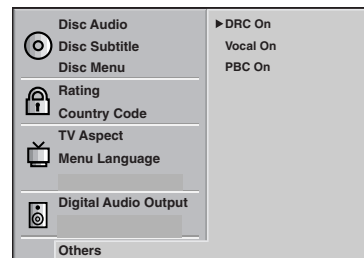 Disc Audio
Disc Subtitle
Disc Menu
Rating
Country Code
TV Aspect
Menu Language
Digital Audio Output
Others
DRC On
Vocal On
PBC On